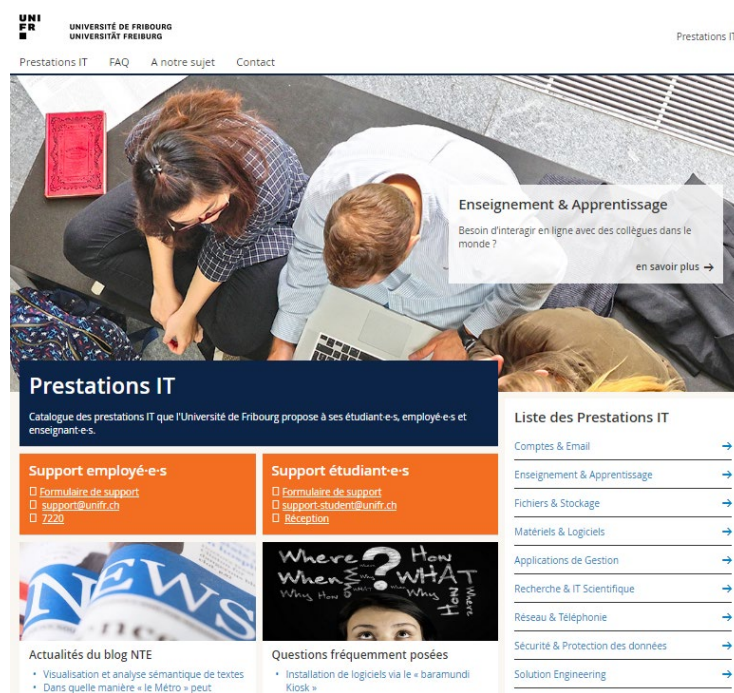 UNI
FR
UNIVERSITÉ DE FRIBOURG
UNIVERSITÄT FREIBURG
Prestations IT
Prestations IT FAQ A notre sujet Contact
Enseignement & Apprentissage
Besoin d'interagir en ligne avec des collègues dans le
monde ?
en savoir plus →
Prestations IT
Catalogue des prestations IT que l'Université de Fribourg propose à ses étudiant·e·s, employé·e·s et
enseignant·e·s.
Support employé·e·s
Formulaire de support
support@unifr.ch
7220
Support étudiant·e·s
Formulaire de support
support-student@unifr.ch
Réception
NEWS
Where ? How
When Why WHAT
Why How Why How Where
Actualités du blog NTE
• Visualisation et analyse sémantique de textes
• Dans quelle manière « le Métro » peut
Questions fréquemment posées
• Installation de logiciels via le « baramundi
Kiosk »
Liste des Prestations IT
Comptes & Email →
Enseignement & Apprentissage →
Fichiers & Stockage →
Matériels & Logiciels →
Applications de Gestion →
Recherche & IT Scientifique →
Réseau & Téléphonie →
Sécurité & Protection des données →
Solution Engineering →